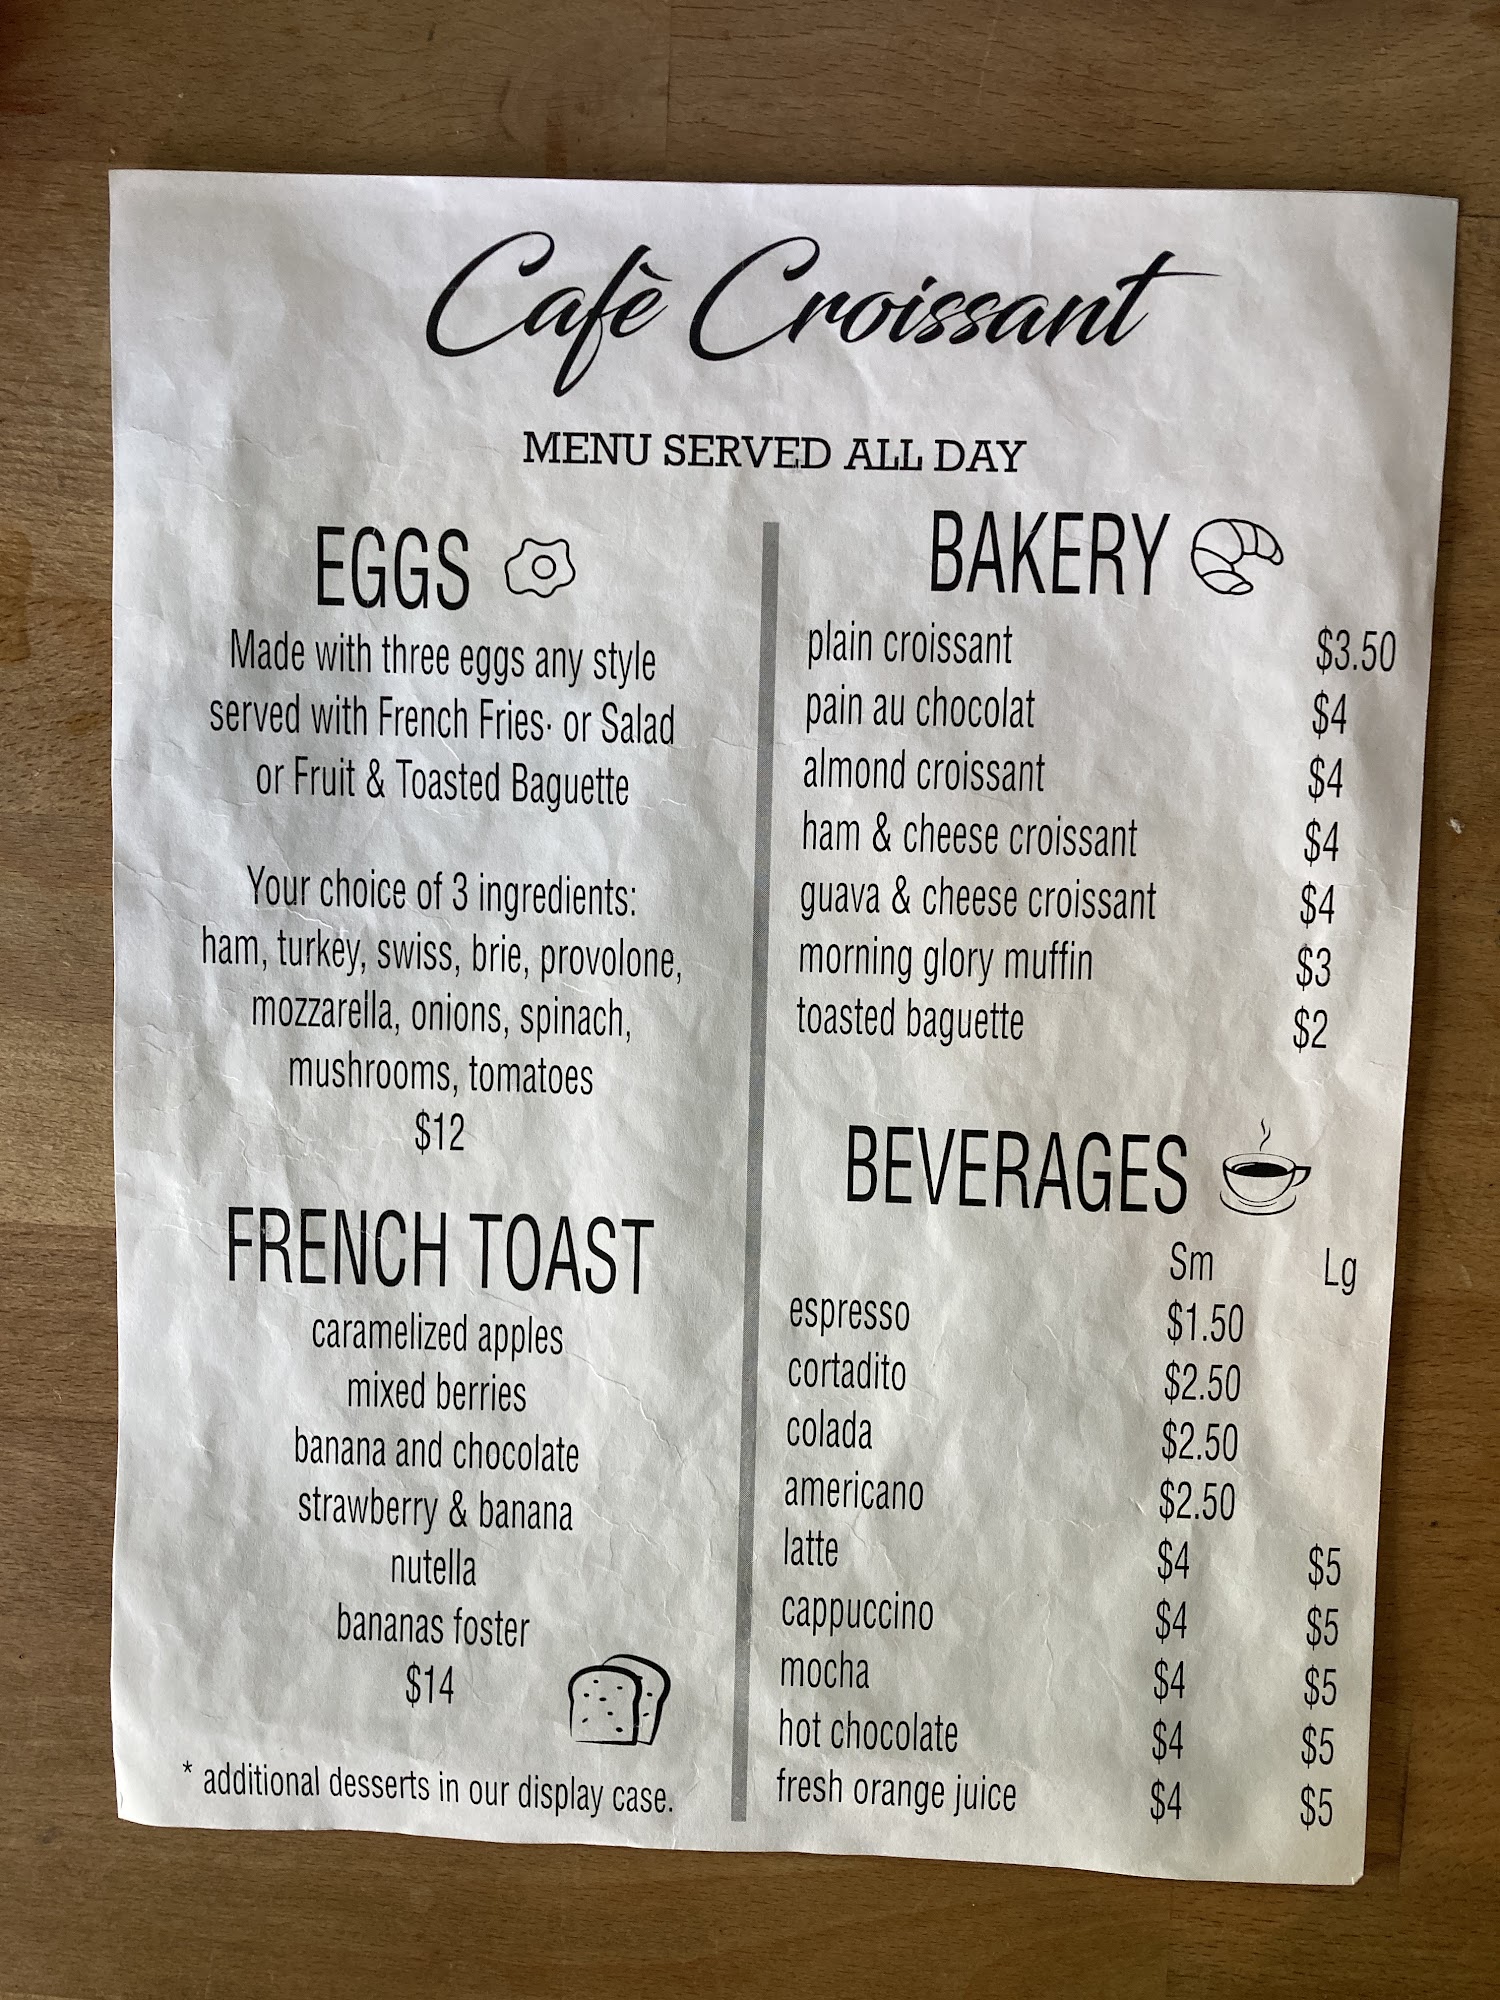 Cafè Croissant
MENU SERVED ALL DAY
EGGS
Made with three eggs any style
served with French Fries· or Salad
or Fruit & Toasted Baguette
Your choice of 3 ingredients:
ham, turkey, swiss, brie, provolone,
mozzarella, onions, spinach,
mushrooms, tomatoes
$12
FRENCH TOAST
caramelized apples
mixed berries
banana and chocolate
strawberry & banana
nutella
bananas foster
$14
* additional desserts in our display case.
BAKERY
plain croissant $3.50
pain au chocolat $4
almond croissant $4
ham & cheese croissant $4
guava & cheese croissant $4
morning glory muffin $3
toasted baguette $2
BEVERAGES
Sm Lg
espresso $1.50
cortadito $2.50
colada $2.50
americano $2.50
latte $4 $5
cappuccino $4 $5
mocha $4 $5
hot chocolate $4 $5
fresh orange juice $4 $5